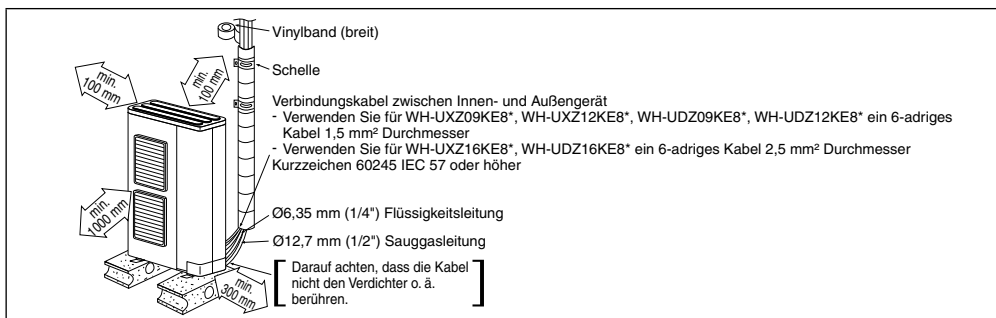 Vinylband (breit)
Schelle
min.
100 mm
min.
100 mm
Verbindungskabel zwischen Innen- und Außengerät
- Verwenden Sie für WH-UXZ09KE8*, WH-UXZ12KE8*, WH-UDZ09KE8*, WH-UDZ12KE8* ein 6-adriges
Kabel 1,5 mm² Durchmesser
- Verwenden Sie für WH-UXZ16KE8*, WH-UDZ16KE8* ein 6-adriges Kabel 2,5 mm² Durchmesser
Kurzzeichen 60245 IEC 57 oder höher
min.
1000 mm
Ø6,35 mm (1/4") Flüssigkeitsleitung
Ø12,7 mm (1/2") Sauggasleitung
Darauf achten, dass die Kabel
nicht den Verdichter o. ä.
berühren.
min.
300 mm